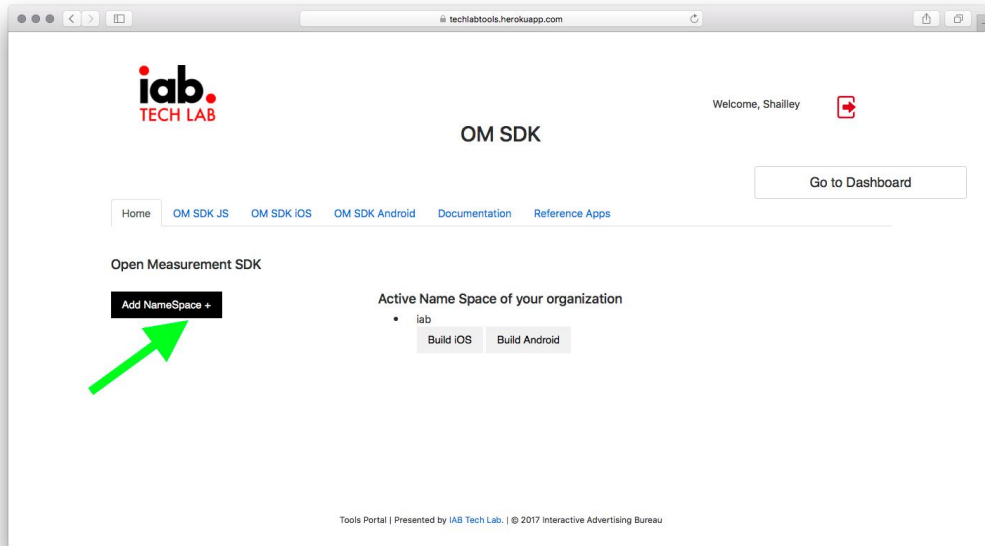 techlabtools.herokuapp.com
iab.
TECH LAB
Welcome, Shailley
OM SDK
Go to Dashboard
Home OM SDK JS OM SDK iOS OM SDK Android Documentation Reference Apps
Open Measurement SDK
Add NameSpace +
Active Name Space of your organization
• iab
Build iOS Build Android
Tools Portal | Presented by IAB Tech Lab. | © 2017 Interactive Advertising Bureau